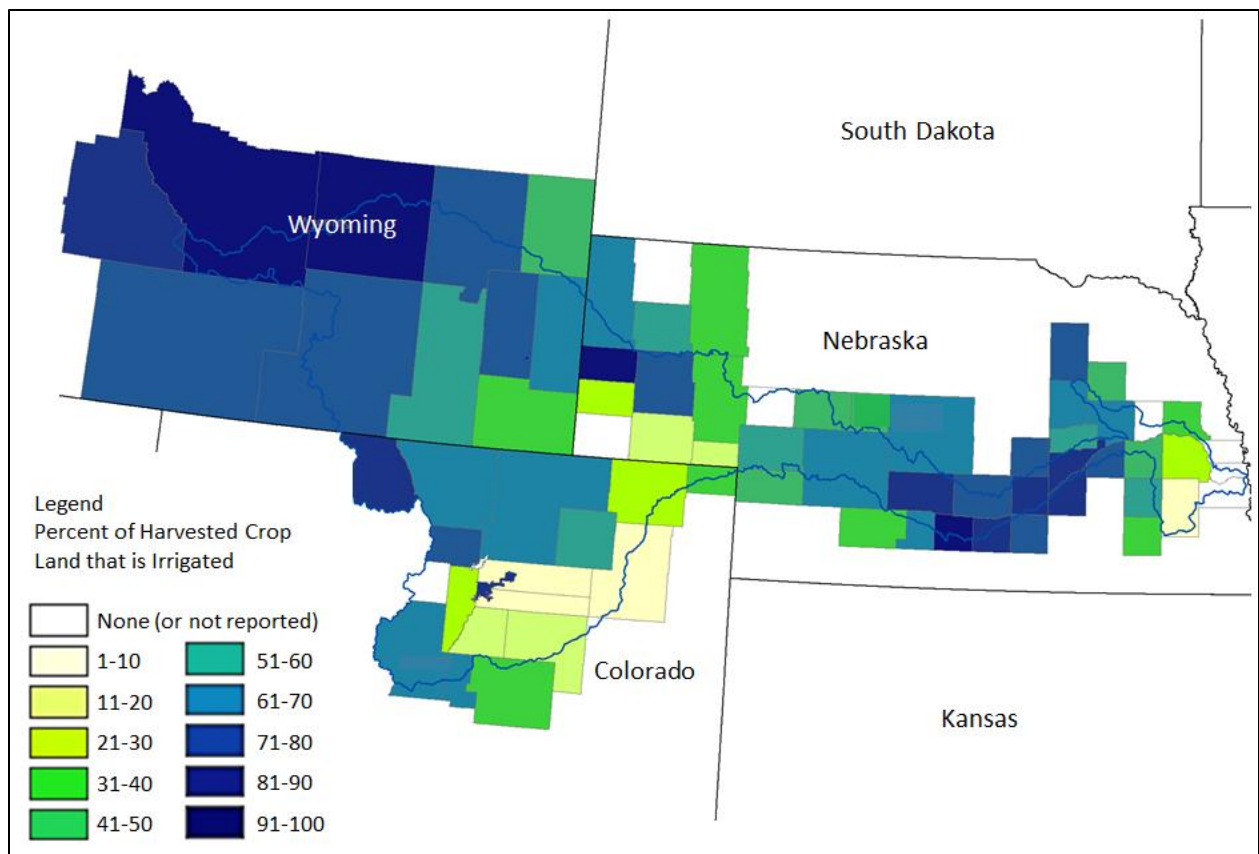 South Dakota
Wyoming
Nebraska
Legend
Percent of Harvested Crop
Land that is Irrigated
Colorado
Kansas
None (or not reported)
1-10
11-20
21-30
31-40
41-50
51-60
61-70
71-80
81-90
91-100